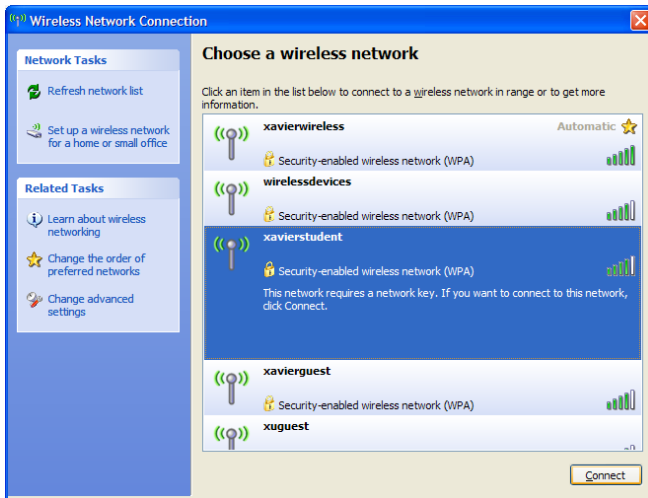 Wireless Network Connection
Network Tasks
Refresh network list
Set up a wireless network
for a home or small office
Related Tasks
Learn about wireless
networking
Change the order of
preferred networks
Change advanced
settings
Choose a wireless network
Click an item in the list below to connect to a wireless network in range or to get more
information.
xavierwireless Automatic
Security-enabled wireless network (WPA)
wirelessdevices
Security-enabled wireless network (WPA)
xavierstudent
Security-enabled wireless network (WPA)
This network requires a network key. If you want to connect to this network,
click Connect.
xavierguest
Security-enabled wireless network (WPA)
xuguest
Connect